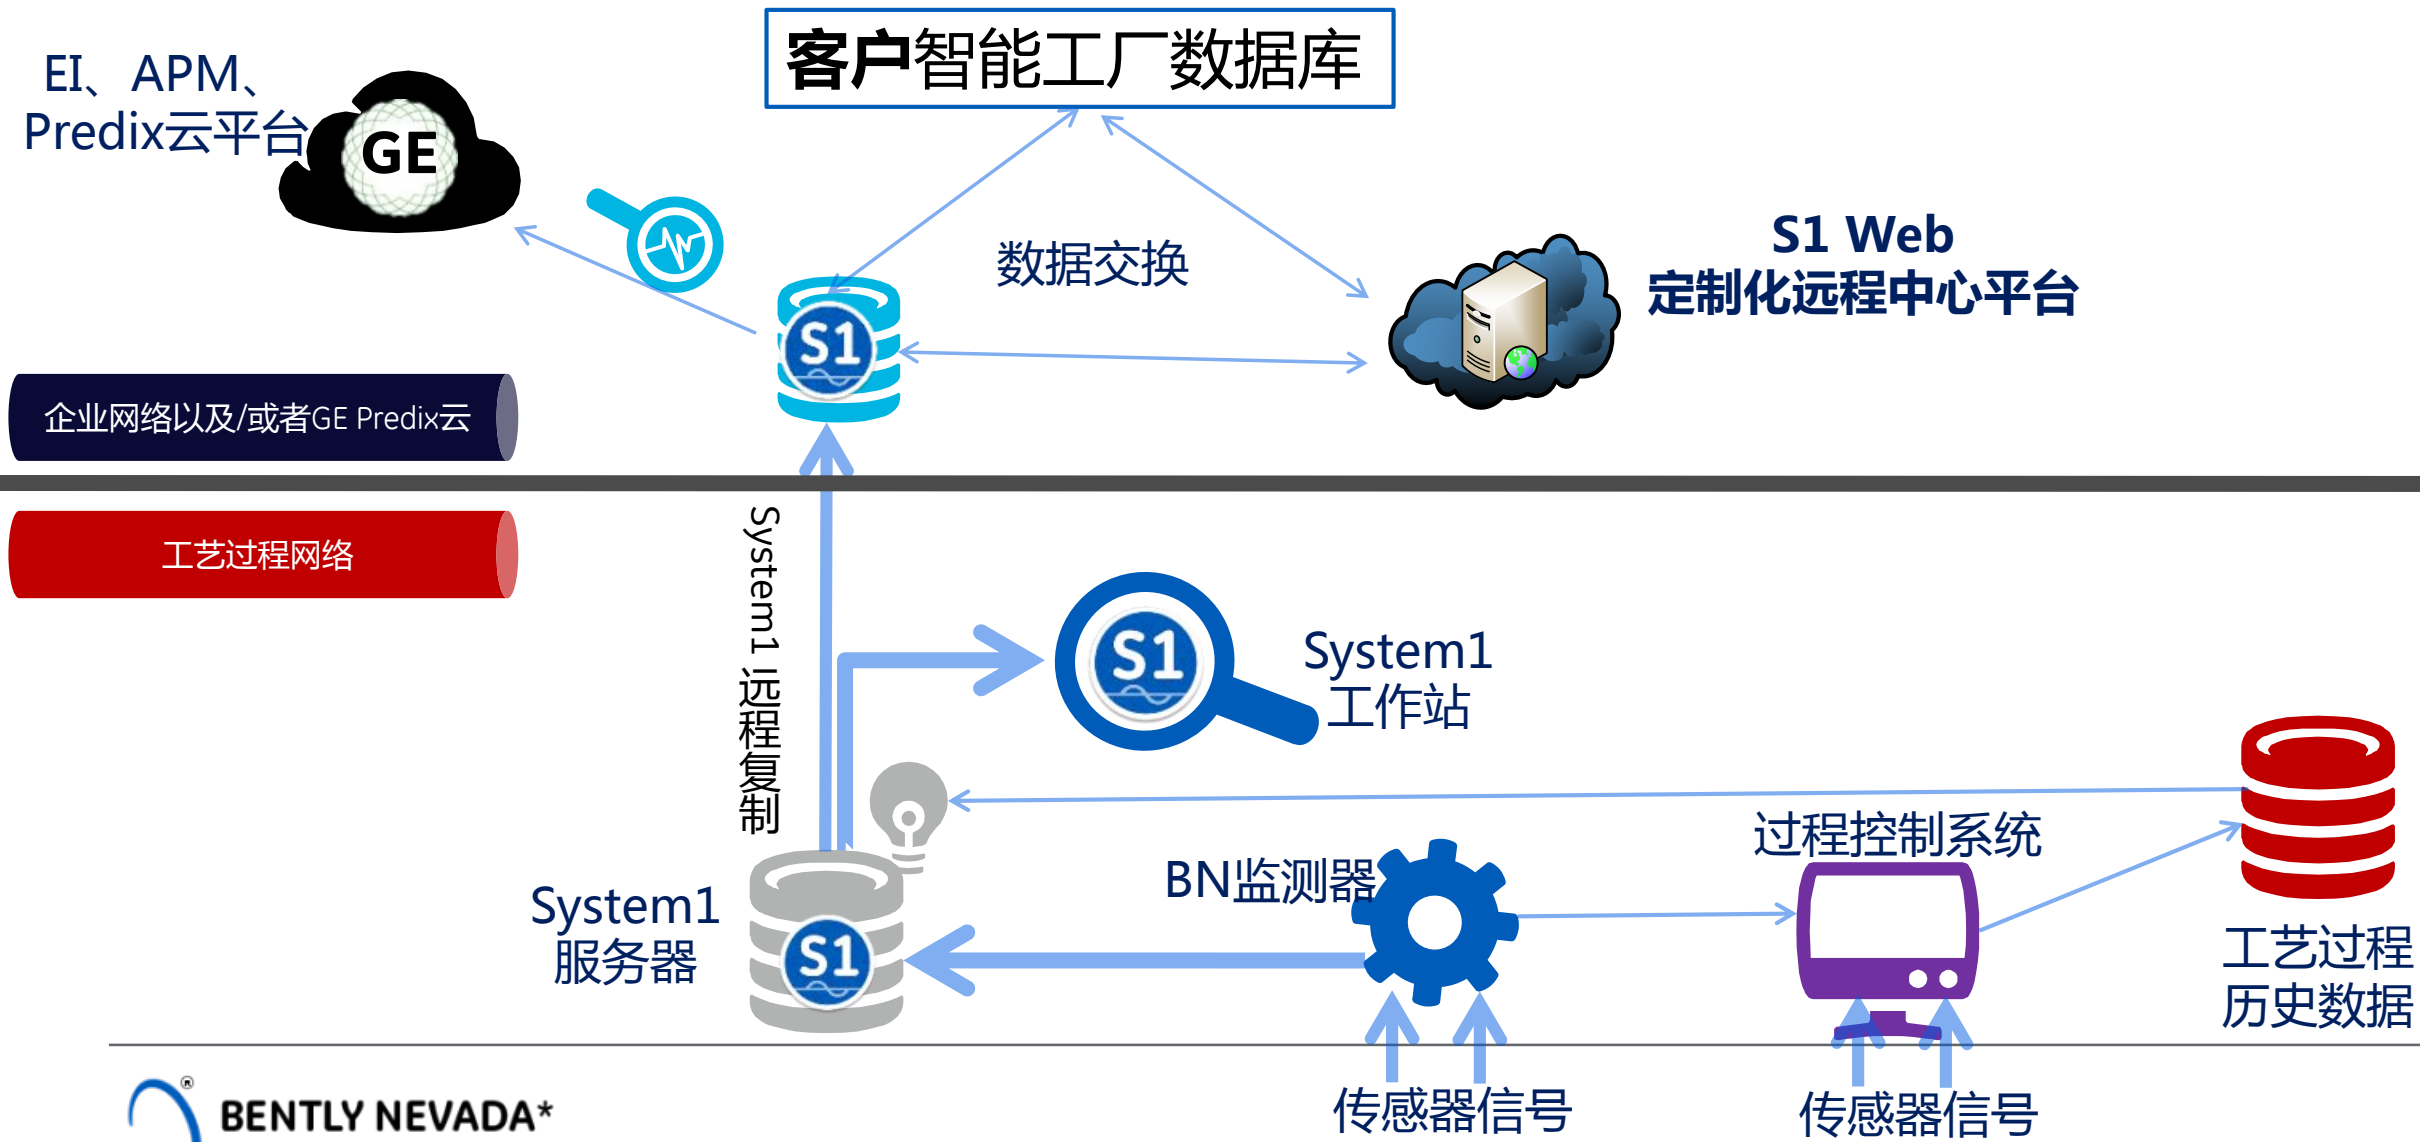 客户智能工厂数据库
EI、APM、
Predix云平台
GE
数据交换
S1 Web
定制化远程中心平台
S1
企业网络以及/或者GE Predix云
工艺过程网络
System1 远程复制
S1
System1
工作站
过程控制系统
BN监测器
System1
服务器
S1
工艺过程
历史数据
传感器信号
传感器信号
®
BENTLY NEVADA*